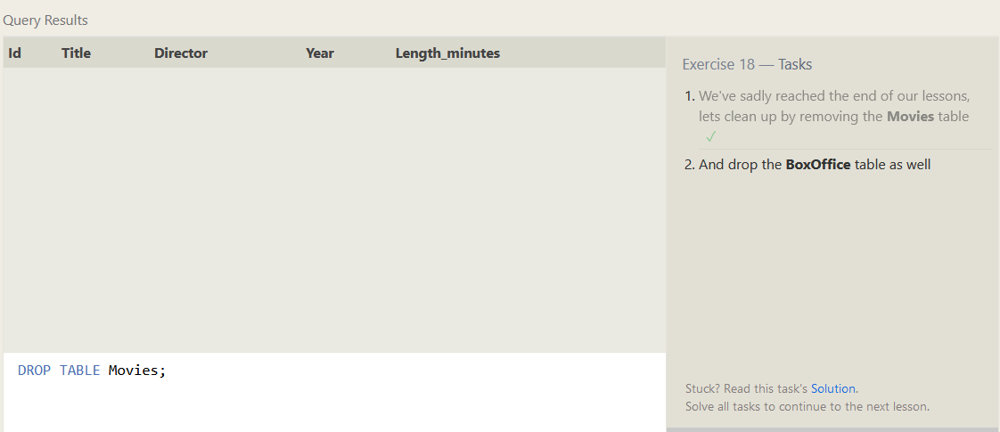 Query Results
Id Title Director Year Length_minutes
DROP TABLE Movies;
Exercise 18 — Tasks
1. We've sadly reached the end of our lessons,
lets clean up by removing the Movies table
✓
2. And drop the BoxOffice table as well
Stuck? Read this task's Solution.
Solve all tasks to continue to the next lesson.